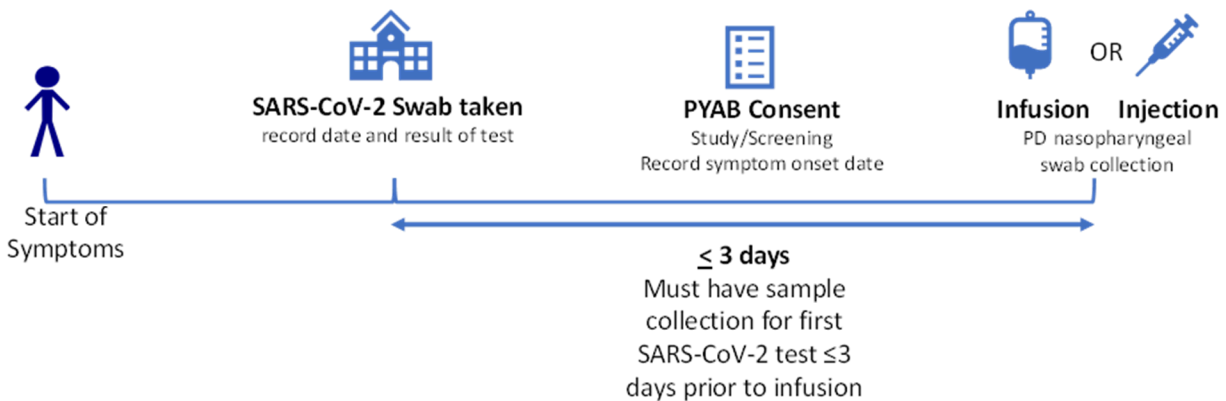 Start of
Symptoms
SARS-CoV-2 Swab taken
record date and result of test
PYAB Consent
Study/Screening
Record symptom onset date
OR
Infusion Injection
PD nasopharyngeal
swab collection
≤ 3 days
Must have sample
collection for first
SARS-CoV-2 test ≤3
days prior to infusion